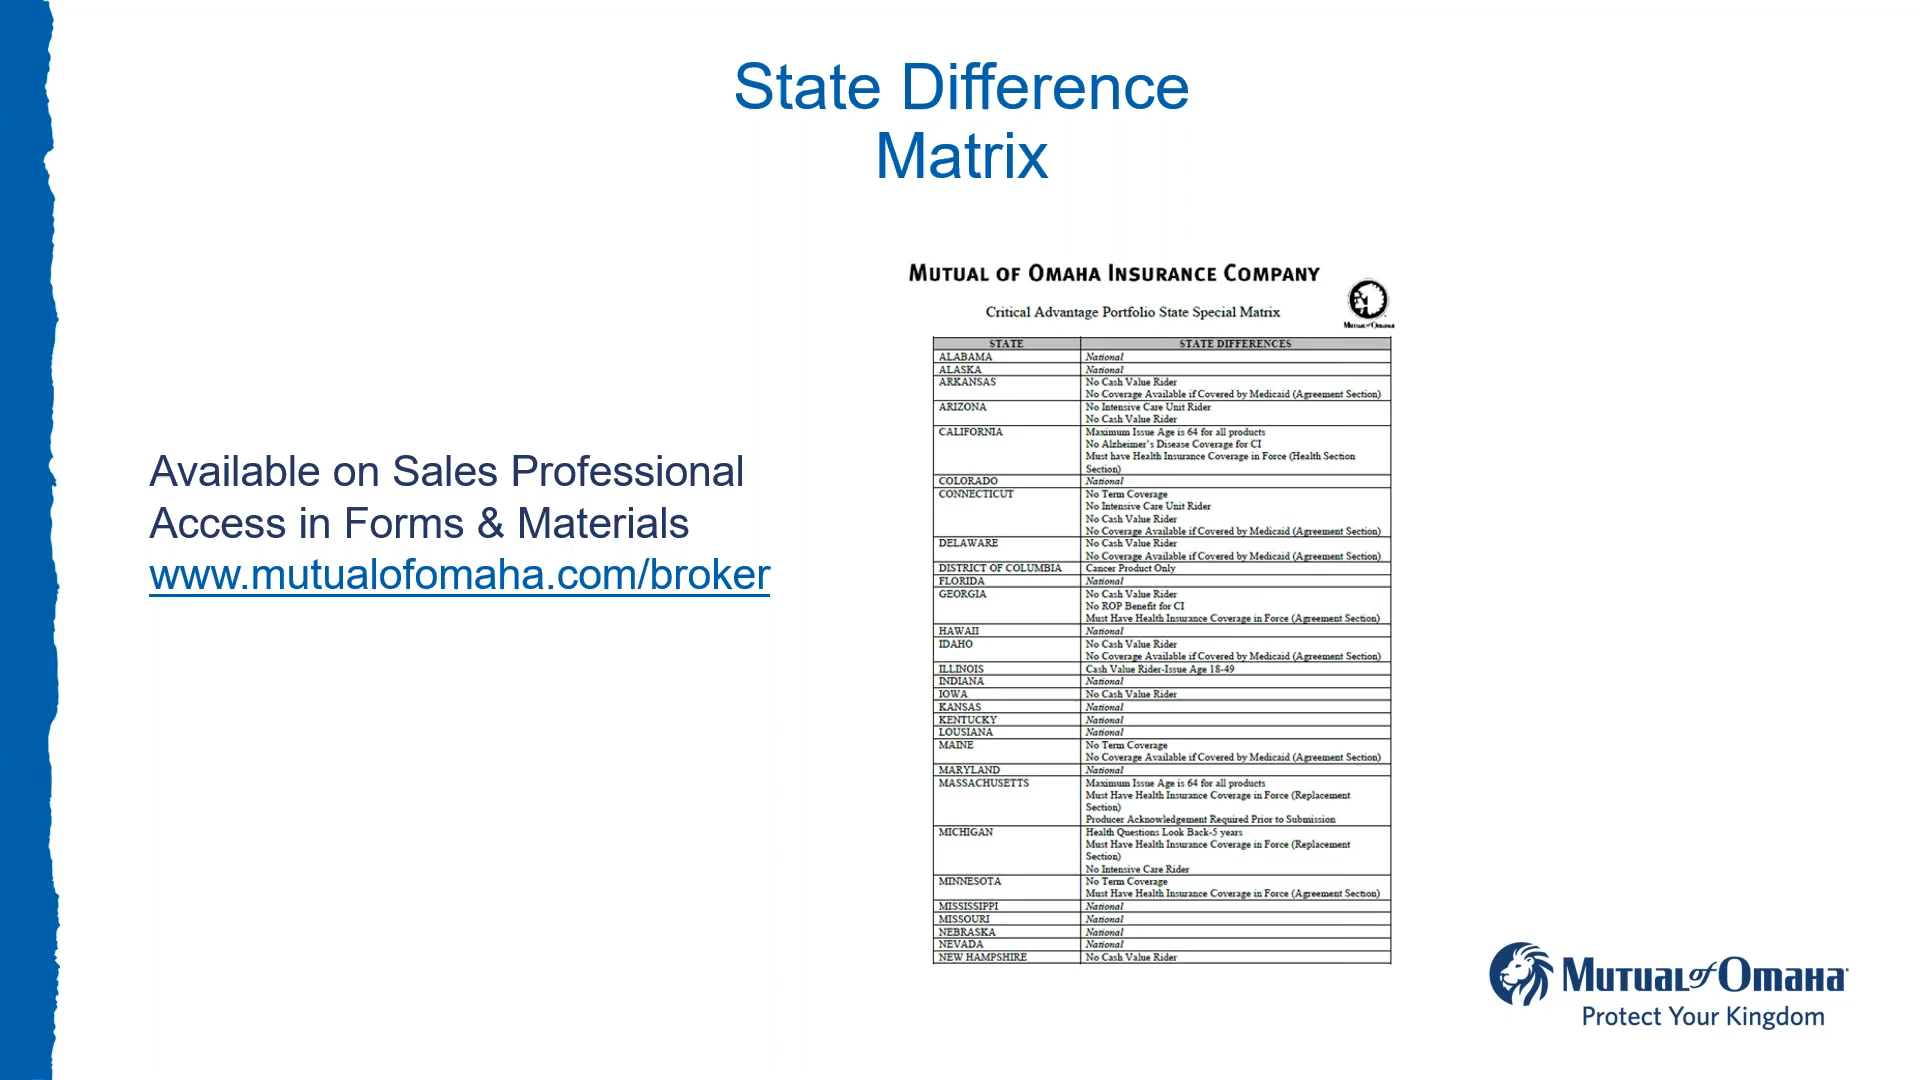 State Difference
Matrix
Available on Sales Professional
Access in Forms & Materials
www.mutualofomaha.com/broker
MUTUAL OF OMAHA INSURANCE COMPANY
Critical Advantage Portfolio State Special Matrix
Mutual of Omaha
STATE STATE DIFFERENCES
ALABAMA National
ALASKA National
ARKANSAS No Cash Value Rider
No Coverage Available if Covered by Medicaid (Agreement Section)
ARIZONA No Intensive Care Unit Rider
No Cash Value Rider
CALIFORNIA Maximum Issue Age is 64 for all products
No Alzheimer's Disease Coverage for CI
Must have Health Insurance Coverage in Force (Health Section
Section)
COLORADO National
CONNECTICUT No Term Coverage
No Intensive Care Unit Rider
No Cash Value Rider
No Coverage Available if Covered by Medicaid (Agreement Section)
DELAWARE No Cash Value Rider
No Coverage Available if Covered by Medicaid (Agreement Section)
DISTRICT OF COLUMBIA Cancer Product Only
FLORIDA National
GEORGIA No Cash Value Rider
No ROP Benefit for CI
Must Have Health Insurance Coverage in Force (Agreement Section)
HAWAII National
IDAHO No Cash Value Rider
No Coverage Available if Covered by Medicaid (Agreement Section)
ILLINOIS Cash Value Rider-Issue Age 18-49
INDIANA National
IOWA No Cash Value Rider
KANSAS National
KENTUCKY National
LOUSIANA National
MAINE No Term Coverage
No Coverage Available if Covered by Medicaid (Agreement Section)
MARYLAND National
MASSACHUSETTS Maximum Issue Age is 64 for all products
Must Have Health Insurance Coverage in Force (Replacement
Section)
Producer Acknowledgement Required Prior to Submission
MICHIGAN Health Questions Look Back-5 years
Must Have Health Insurance Coverage in Force (Replacement
Section)
No Intensive Care Rider
MINNESOTA No Term Coverage
Must Have Health Insurance Coverage in Force (Agreement Section)
MISSISSIPPI National
MISSOURI National
NEBRASKA National
NEVADA National
NEW HAMPSHIRE No Cash Value Rider
MUTUAL of OMAHA
Protect Your Kingdom